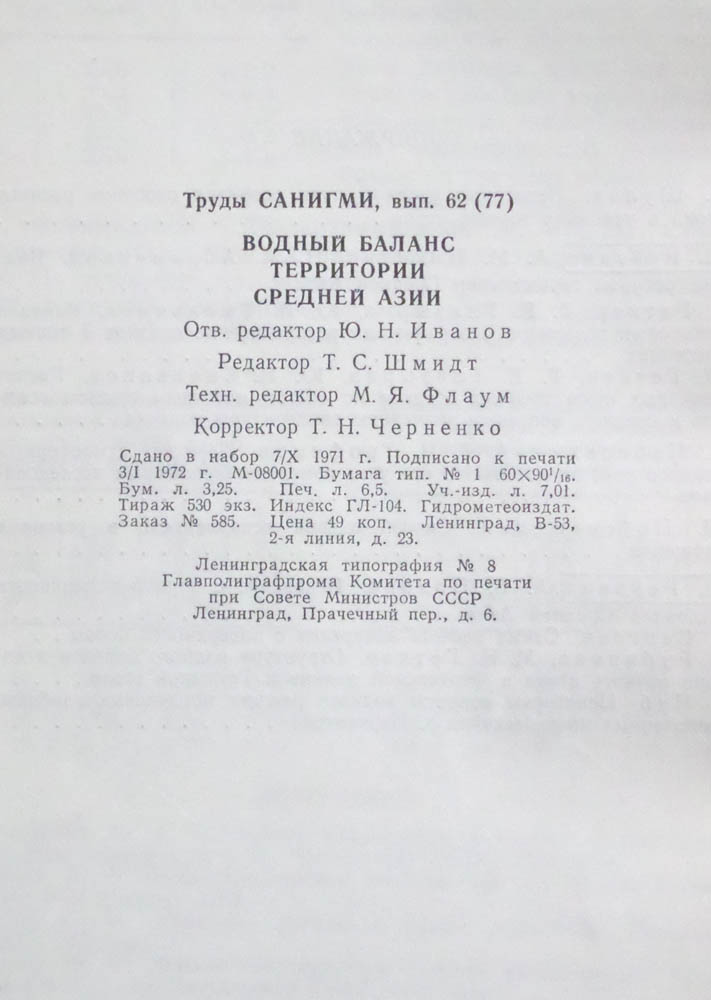 Труды САНИГМИ, вып. 62 (77)
ВОДНЫЙ БАЛАНС
ТЕРРИТОРИИ
СРЕДНЕЙ АЗИИ
Отв. редактор Ю. Н. Иванов
Редактор Т. С. Шмидт
Техн. редактор М. Я. Флаум
Корректор Т. Н. Черненко
Сдано в набор 7/X 1971 г. Подписано к печати
3/I 1972 г. М-08001. Бумага тип. № 1 60×90¹/₁₆.
Бум. л. 3,25. Печ. л. 6,5. Уч.-изд. л. 7,01.
Тираж 530 экз. Индекс ГЛ-104. Гидрометеоиздат.
Заказ № 585. Цена 49 коп. Ленинград, В-53,
2-я линия, д. 23.
Ленинградская типография № 8
Главполиграфпрома Комитета по печати
при Совете Министров СССР
Ленинград, Прачечный пер., д. 6.